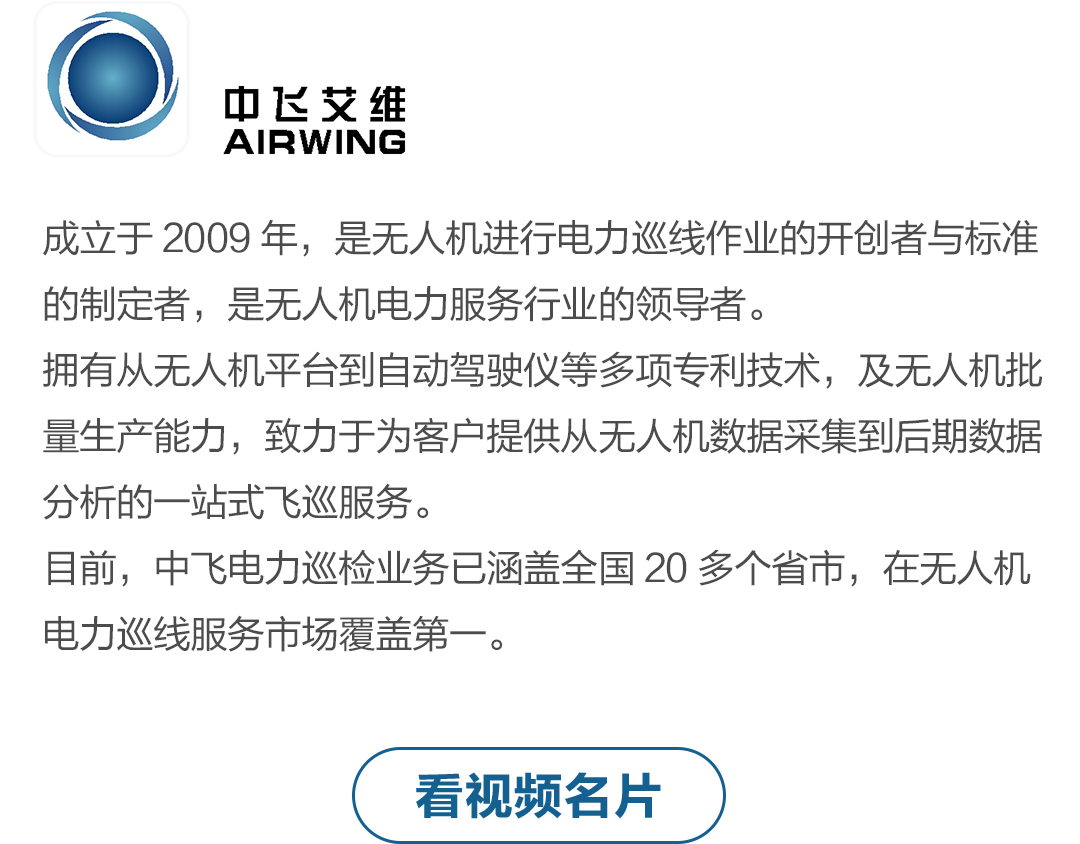 中飞艾维
AIRWING
成立于 2009 年，是无人机进行电力巡线作业的开创者与标准
的制定者，是无人机电力服务行业的领导者。
拥有从无人机平台到自动驾驶仪等多项专利技术，及无人机批
量生产能力，致力于为客户提供从无人机数据采集到后期数据
分析的一站式飞巡服务。
目前，中飞电力巡检业务已涵盖全国 20 多个省市，在无人机
电力巡线服务市场覆盖第一。
看视频名片